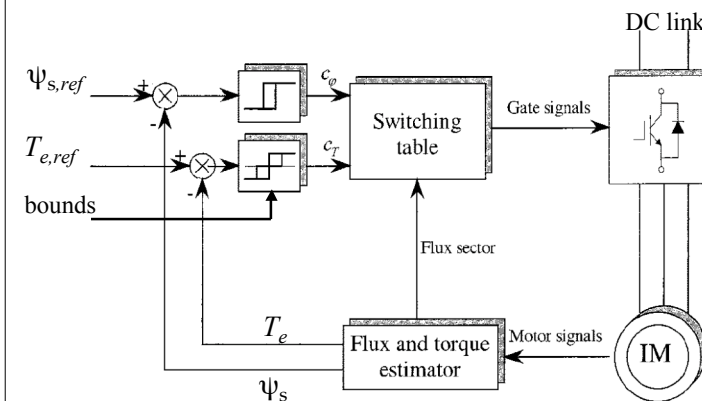 DC link
ψs,ref
+
-
cφ
Te,ref
+
-
cT
bounds
Switching
table
Gate signals
Flux sector
Te
ψs
Flux and torque
estimator
Motor signals
IM